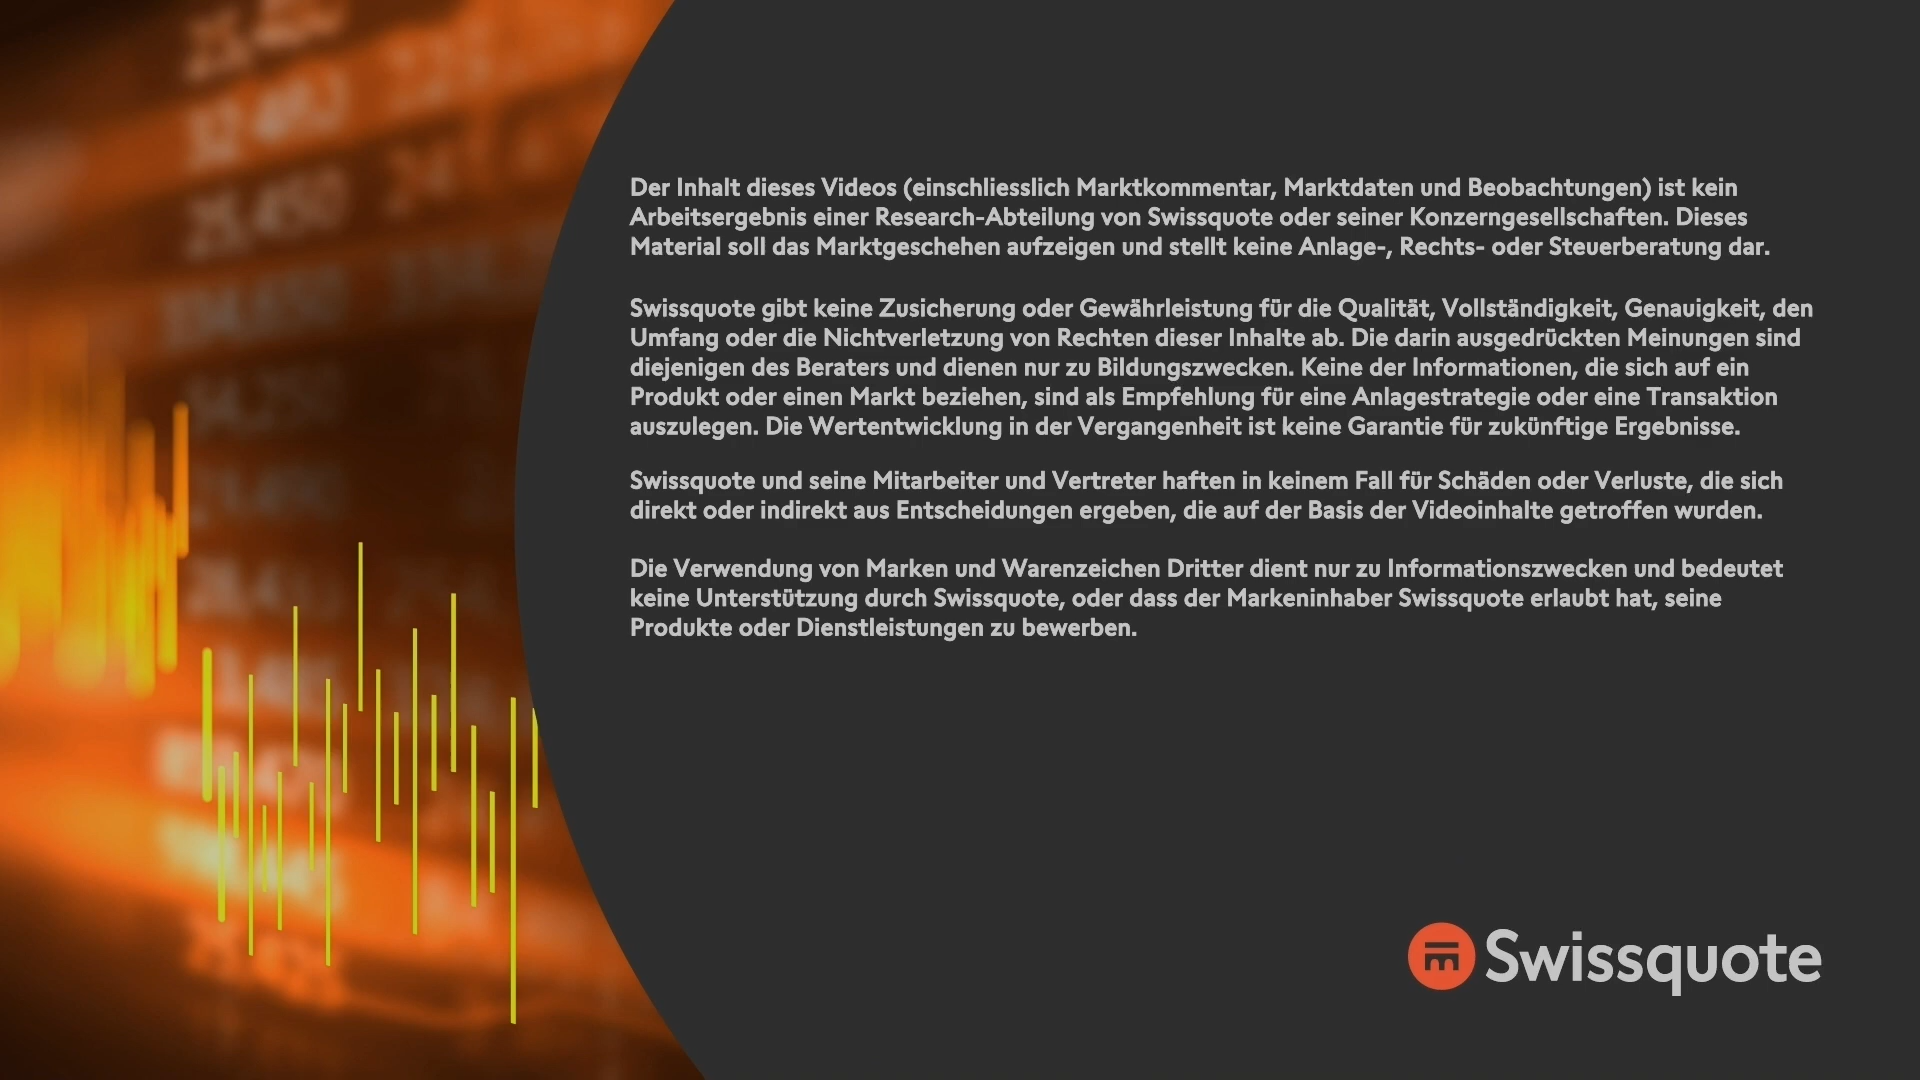 Der Inhalt dieses Videos (einschliesslich Marktkommentar, Marktdaten und Beobachtungen) ist kein
Arbeitsergebnis einer Research-Abteilung von Swissquote oder seiner Konzerngesellschaften. Dieses
Material soll das Marktgeschehen aufzeigen und stellt keine Anlage-, Rechts- oder Steuerberatung dar.
Swissquote gibt keine Zusicherung oder Gewährleistung für die Qualität, Vollständigkeit, Genauigkeit, den
Umfang oder die Nichtverletzung von Rechten dieser Inhalte ab. Die darin ausgedrückten Meinungen sind
diejenigen des Beraters und dienen nur zu Bildungszwecken. Keine der Informationen, die sich auf ein
Produkt oder einen Markt beziehen, sind als Empfehlung für eine Anlagestrategie oder eine Transaktion
auszulegen. Die Wertentwicklung in der Vergangenheit ist keine Garantie für zukünftige Ergebnisse.
Swissquote und seine Mitarbeiter und Vertreter haften in keinem Fall für Schäden oder Verluste, die sich
direkt oder indirekt aus Entscheidungen ergeben, die auf der Basis der Videoinhalte getroffen wurden.
Die Verwendung von Marken und Warenzeichen Dritter dient nur zu Informationszwecken und bedeutet
keine Unterstützung durch Swissquote, oder dass der Markeninhaber Swissquote erlaubt hat, seine
Produkte oder Dienstleistungen zu bewerben.
Swissquote